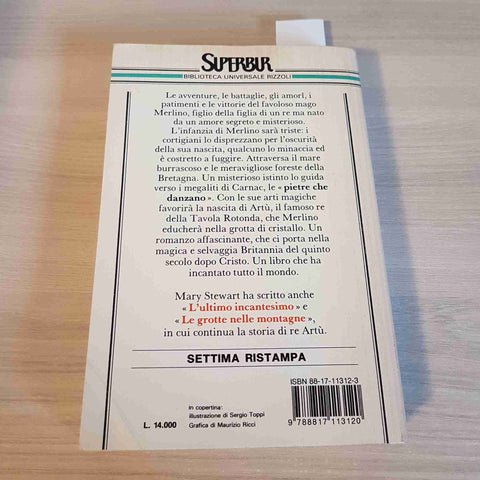 SUPERBUR
BIBLIOTECA UNIVERSALE RIZZOLI
Le avventure, le battaglie, gli amori, i
patimenti e le vittorie del favoloso mago
Merlino, figlio della figlia di un re ma nato
da un amore segreto e misterioso.
L'infanzia di Merlino sarà triste: i
cortigiani lo disprezzano per l'oscurità
della sua nascita, qualcuno lo minaccia ed
è costretto a fuggire. Attraversa il mare
burrascoso e le meravigliose foreste della
Bretagna. Un misterioso istinto lo guida
verso i megaliti di Carnac, le « pietre che
danzano ». Con le sue arti magiche
favorirà la nascita di Artù, il famoso re
della Tavola Rotonda, che Merlino
educherà nella grotta di cristallo. Un
romanzo affascinante, che ci porta nella
magica e selvaggia Britannia del quinto
secolo dopo Cristo. Un libro che ha
incantato tutto il mondo.
Mary Stewart ha scritto anche
« L'ultimo incantesimo » e
« Le grotte nelle montagne »,
in cui continua la storia di re Artù.
SETTIMA RISTAMPA
ISBN 88-17-11312-3
In copertina:
illustrazione di Sergio Toppi
Grafica di Maurizio Ricci
L. 14.000
9 788817 113120